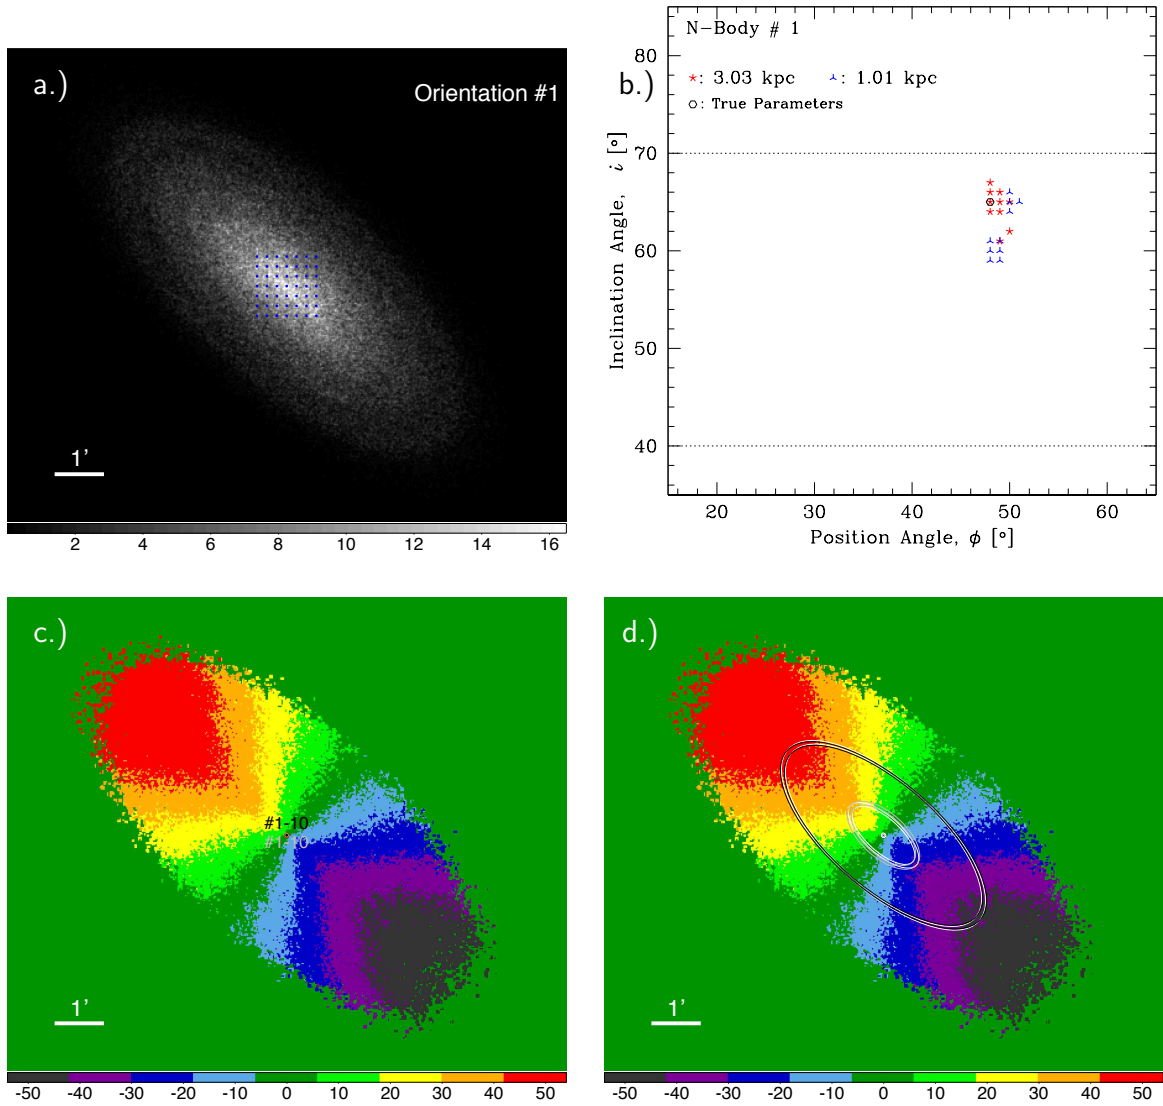 a.)
Orientation #1
1'
2 4 6 8 10 12 14 16
b.)
N-Body # 1
: 3.03 kpc : 1.01 kpc
: True Parameters
80
70
60
50
40
20 30 40 50 60
Inclination Angle, i [°]
Position Angle, ϕ [°]
c.)
#1-10
#1-10
1'
-50 -40 -30 -20 -10 0 10 20 30 40 50
d.)
1'
-50 -40 -30 -20 -10 0 10 20 30 40 50